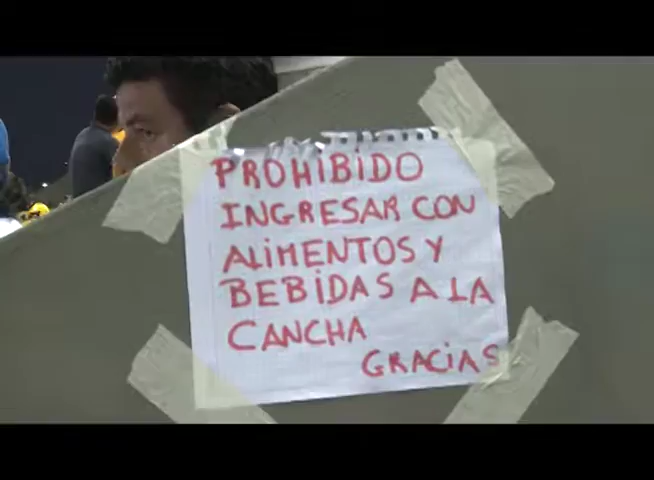 PROHIBIDO
INGRESAR CON
ALIMENTOS Y
BEBIDAS A LA
CANCHA
GRACIAS